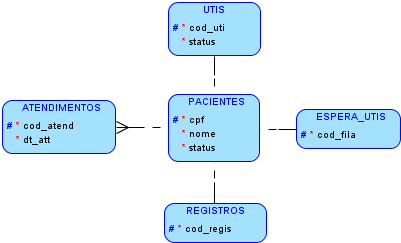 UTIS
# * cod_uti
* status
ATENDIMENTOS
# * cod_atend
* dt_att
PACIENTES
# * cpf
* nome
* status
ESPERA_UTIS
# * cod_fila
REGISTROS
# * cod_regis